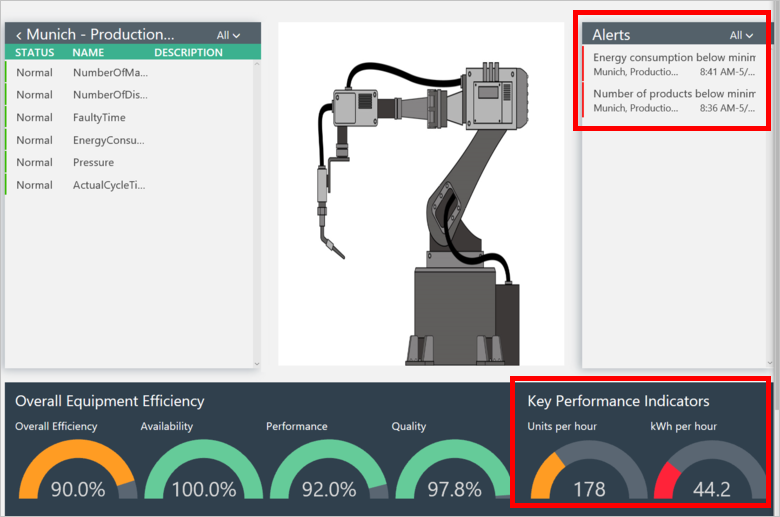 Munich - Production...
All
STATUS NAME DESCRIPTION
Normal NumberOfMa...
Normal NumberOfDis...
Normal FaultyTime
Normal EnergyConsu...
Normal Pressure
Normal ActualCycleTi...
Alerts
All
Energy consumption below minim
Munich, Productio... 8:41 AM-5/...
Number of products below minim
Munich, Productio... 8:36 AM-5/...
Overall Equipment Efficiency
Overall Efficiency Availability Performance Quality
90.0% 100.0% 92.0% 97.8%
Key Performance Indicators
Units per hour kWh per hour
178 44.2